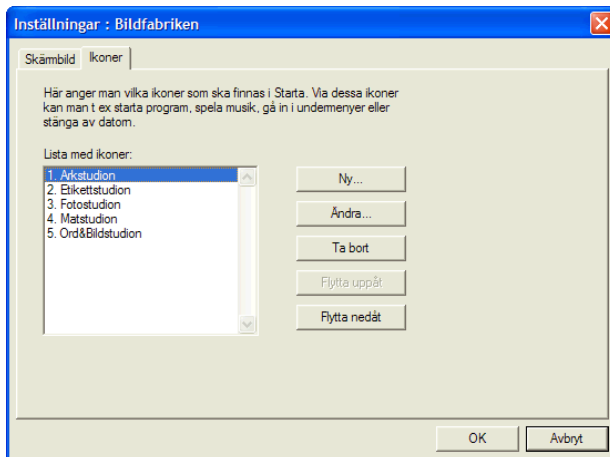 Inställningar : Bildfabriken
Skämbild
Ikoner
Här anger man vilka ikoner som ska finnas i Starta. Via dessa ikoner
kan man t ex starta program, spela musik, gå in i undermenyer eller
stänga av datorn.
Lista med ikoner:
1. Arkstudion
2. Etikettstudion
3. Fotostudion
4. Matstudion
5. Ord&Bildstudion
Ny...
Ändra...
Ta bort
Flytta uppåt
Flytta nedåt
OK
Avbryt